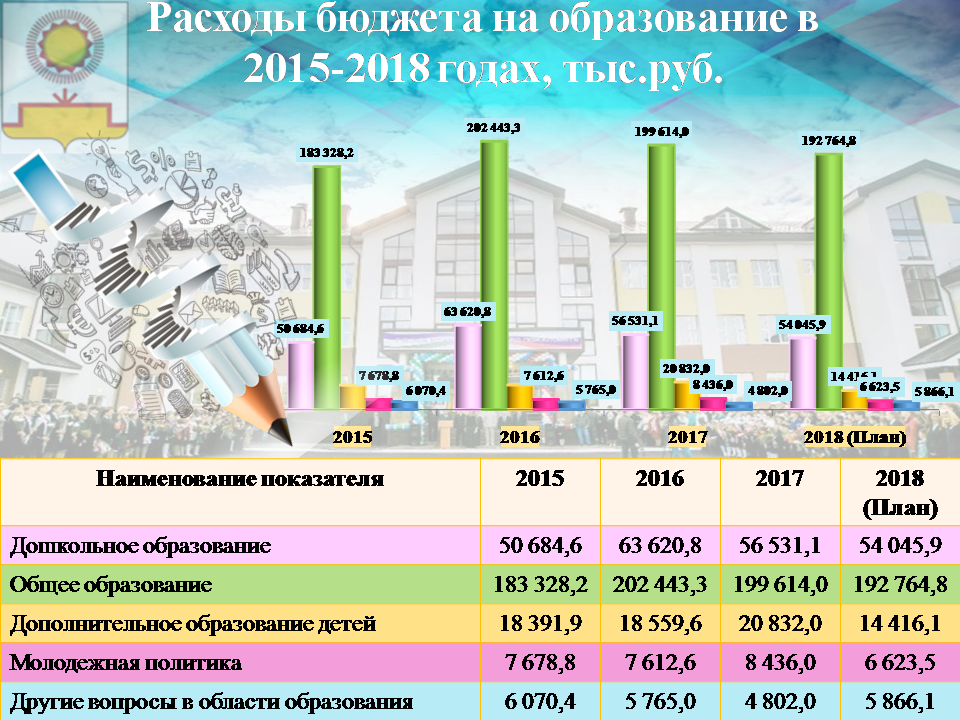 Расходы бюджета на образование в
2015-2018 годах, тыс.руб.
202 443,3
199 614,0
192 764,8
183 328,2
63 620,8
56 531,1
54 045,9
50 684,6
7 678,8
6 070,4
7 612,6
5 765,0
20 832,0
8 436,0
4 802,0
14 416,1
6 623,5
5 866,1
2015 2016 2017 2018 (План)
Наименование показателя 2015 2016 2017 2018
(План)
Дошкольное образование 50 684,6 63 620,8 56 531,1 54 045,9
Общее образование 183 328,2 202 443,3 199 614,0 192 764,8
Дополнительное образование детей 18 391,9 18 559,6 20 832,0 14 416,1
Молодежная политика 7 678,8 7 612,6 8 436,0 6 623,5
Другие вопросы в области образования 6 070,4 5 765,0 4 802,0 5 866,1